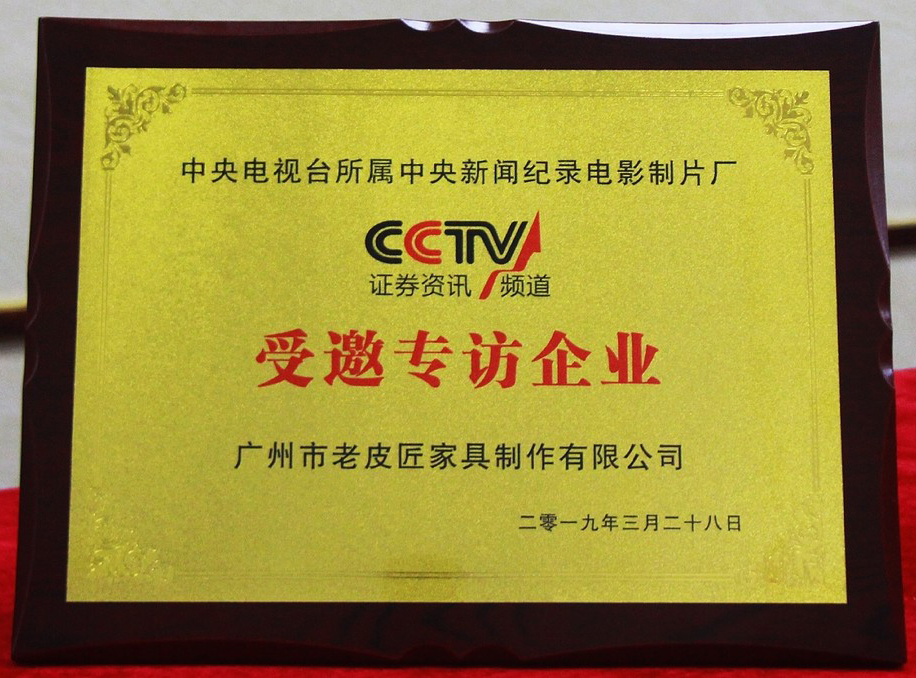 中央电视台所属中央新闻纪录电影制片厂
CCTV
证券资讯 频道
受邀专访企业
广州市老皮匠家具制作有限公司
二零一九年三月二十八日